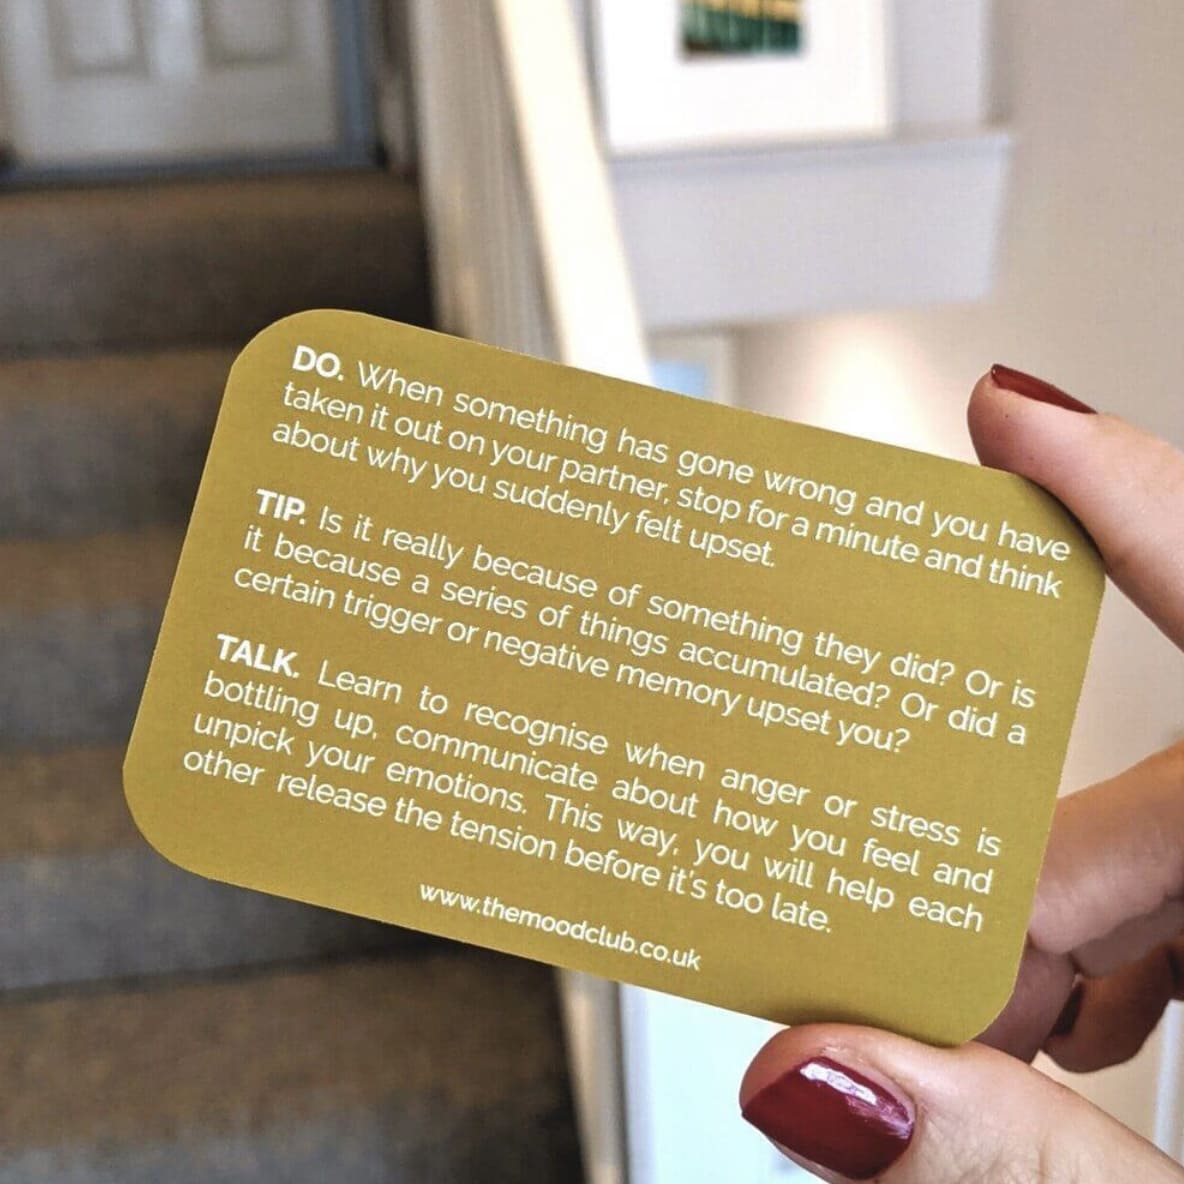 DO. When something has gone wrong and you have
taken it out on your partner, stop for a minute and think
about why you suddenly felt upset.
TIP. Is it really because of something they did? Or is
it because a series of things accumulated? Or did a
certain trigger or negative memory upset you?
TALK. Learn to recognise when anger or stress is
bottling up, communicate about how you feel and
unpick your emotions. This way, you will help each
other release the tension before it's too late.
www.themoodclub.co.uk